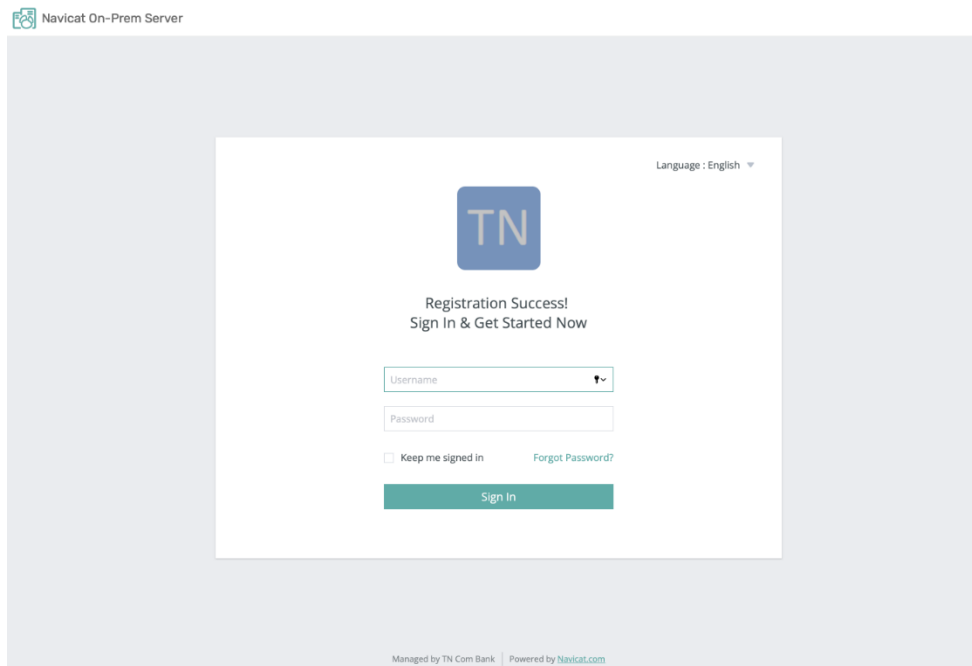 Navicat On-Prem Server
Language : English
TN
Registration Success!
Sign In & Get Started Now
Username
Password
Keep me signed in Forgot Password?
Sign In
Managed by TN Com Bank Powered by Navicat.com